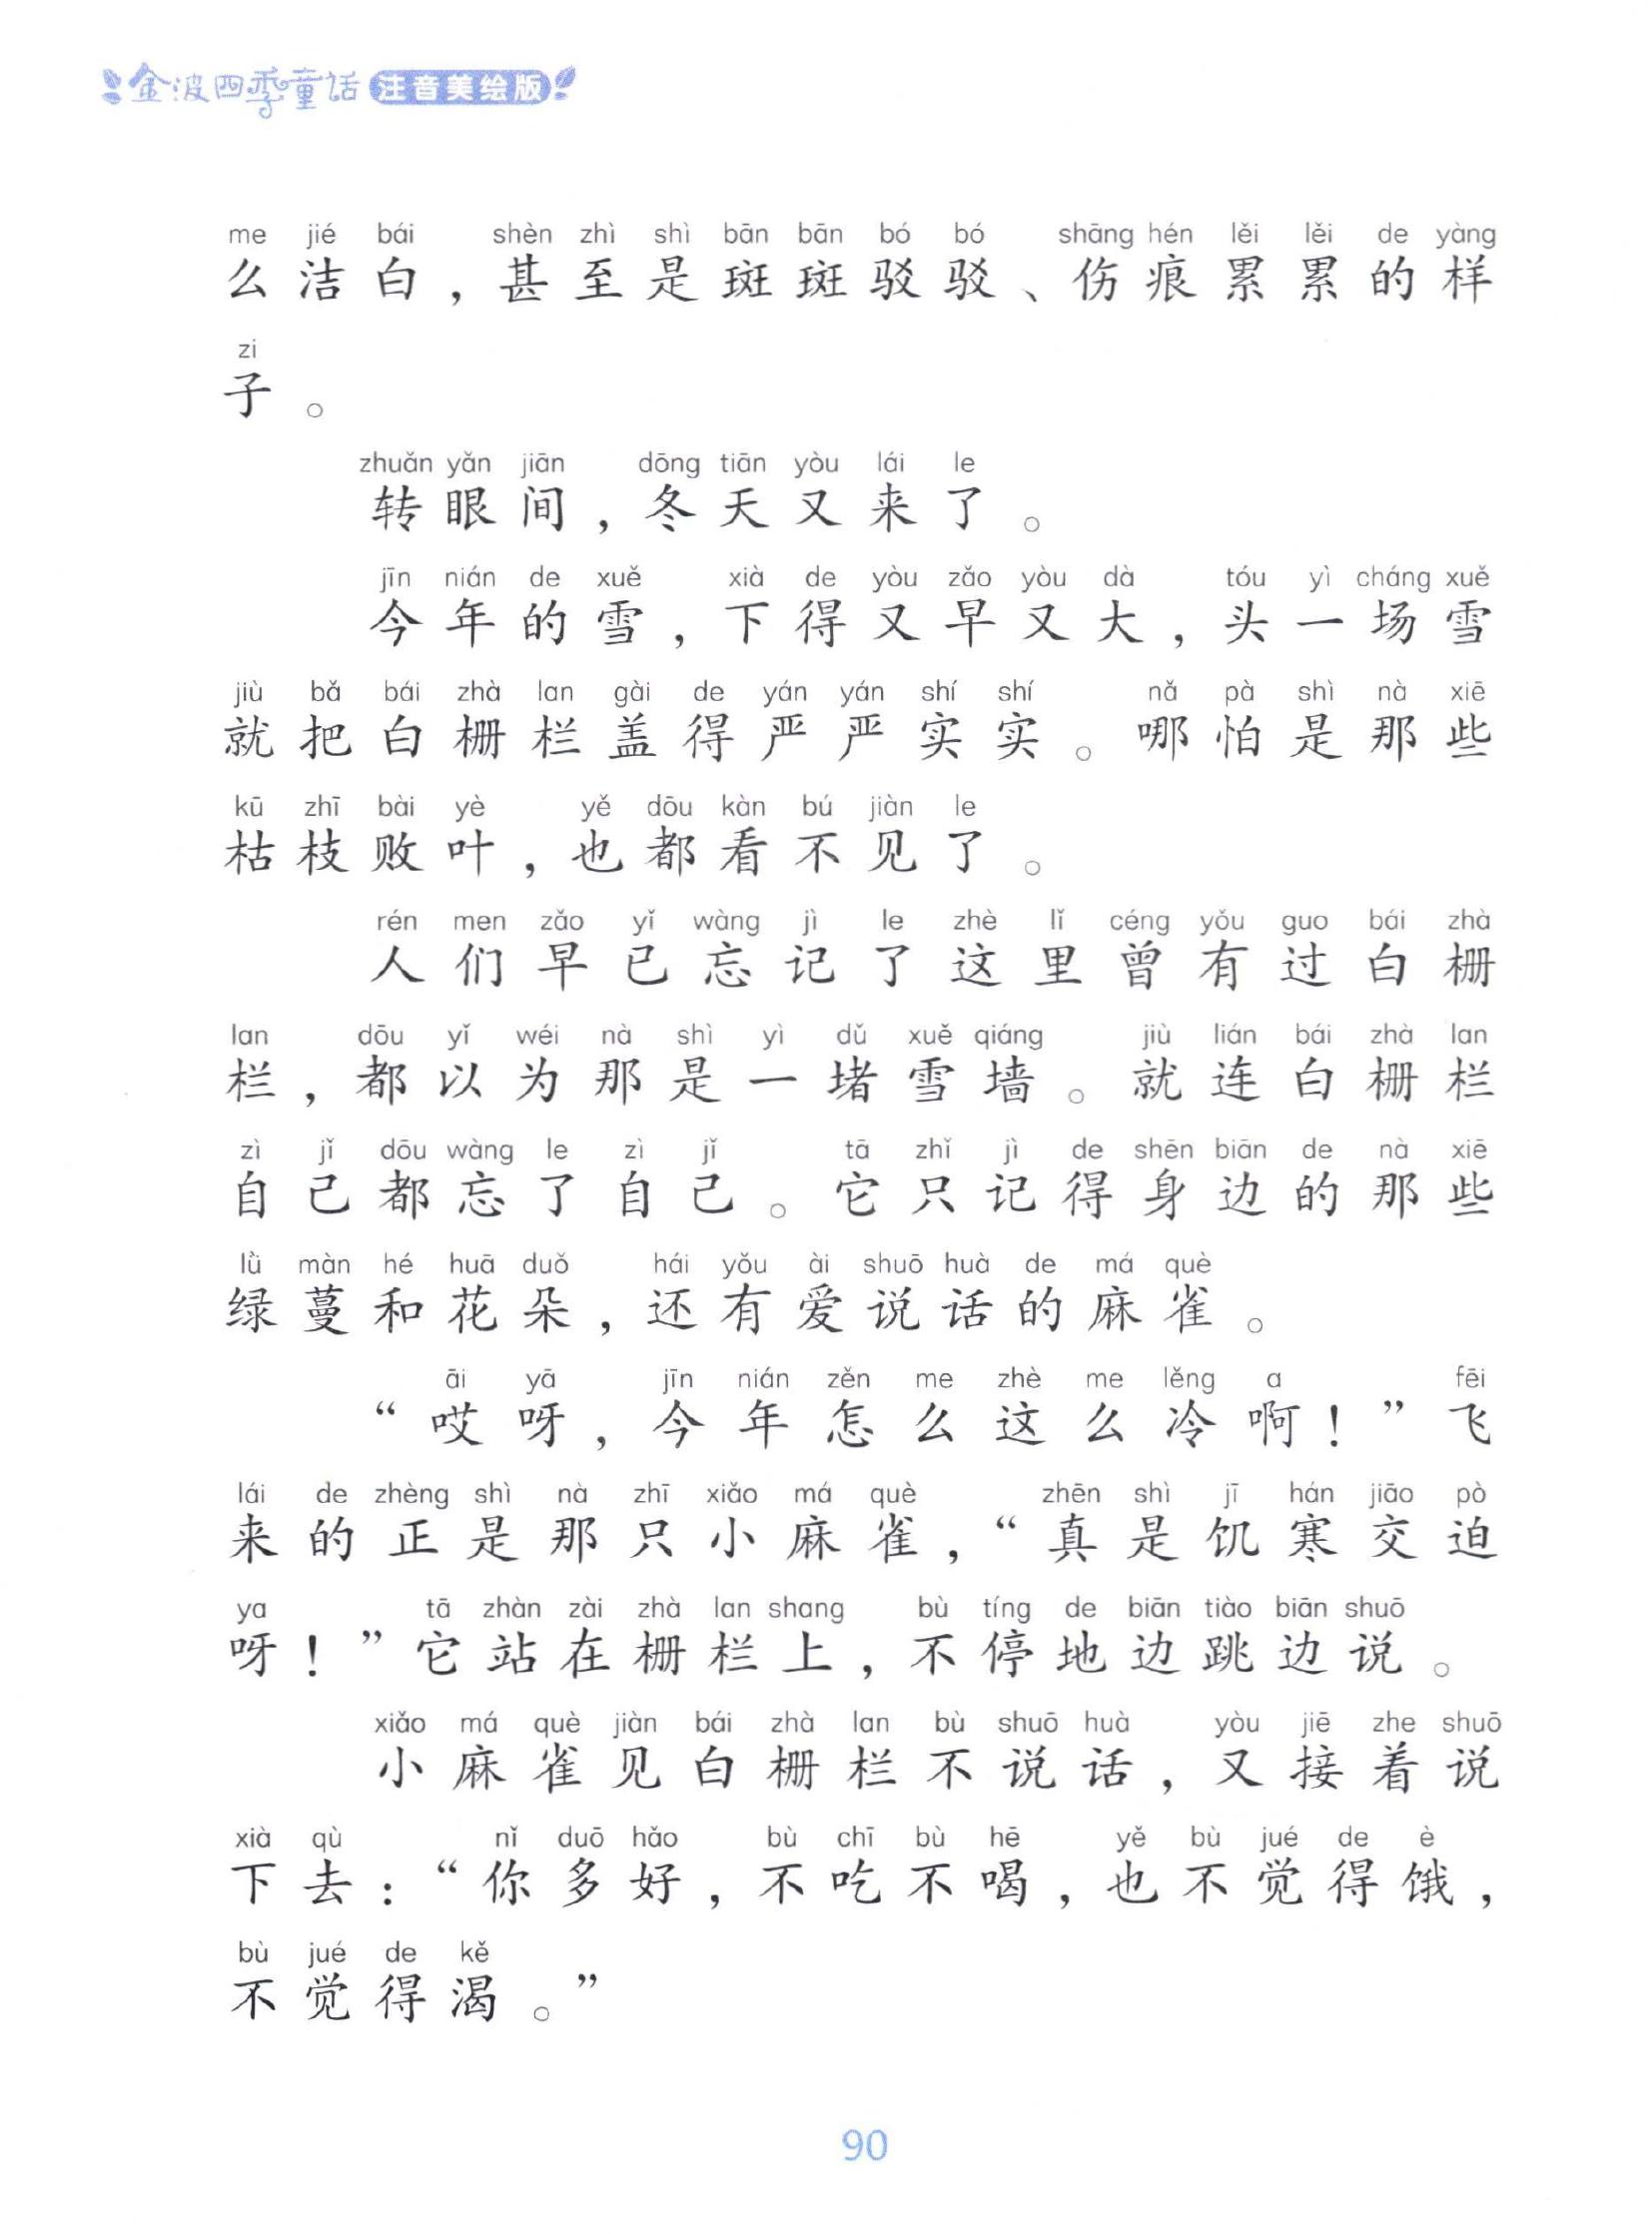 金波四季童话 注音美绘版
me jié bái shèn zhì shì bān bān bó bó shāng hén lěi lěi de yàng
么洁白，甚至是斑斑驳驳、伤痕累累的样
zi
子。
zhuǎn yǎn jiān dōng tiān yòu lái le
转眼间，冬天又来了。
jīn nián de xuě xià de yòu zǎo yòu dà tóu yì cháng xuě
今年的雪，下得又早又大，头一场雪
jiù bǎ bái zhà lan gài de yán yán shí shí nǎ pà shì nà xiē
就把白栅栏盖得严严实实。哪怕是那些
kū zhī bài yè yě dōu kàn bú jiàn le
枯枝败叶，也都看不见了。
rén men zǎo yǐ wàng jì le zhè lǐ céng yǒu guo bái zhà
人们早已忘记了这里曾有过白栅
lan dōu yǐ wéi nà shì yì dǔ xuě qiáng jiù lián bái zhà lan
栏，都以为那是一堵雪墙。就连白栅栏
zì jǐ dōu wàng le zì jǐ tā zhǐ jì de shēn biān de nà xiē
自己都忘了自己。它只记得身边的那些
lǜ màn hé huā duǒ hái yǒu ài shuō huà de má què
绿蔓和花朵，还有爱说话的麻雀。
āi yā jīn nián zěn me zhè me lěng a fēi
“哎呀，今年怎么这么冷啊！”飞
lái de zhèng shì nà zhī xiǎo má què zhēn shì jī hán jiāo pò
来的正是那只小麻雀，“真是饥寒交迫
ya tā zhàn zài zhà lan shang bù tíng de biān tiào biān shuō
呀！”它站在栅栏上，不停地边跳边说。
xiǎo má què jiàn bái zhà lan bù shuō huà yòu jiē zhe shuō
小麻雀见白栅栏不说话，又接着说
xià qù nǐ duō hǎo bù chī bù hē yě bù jué de è
下去：“你多好，不吃不喝，也不觉得饿，
bù jué de kě
不觉得渴。”
90